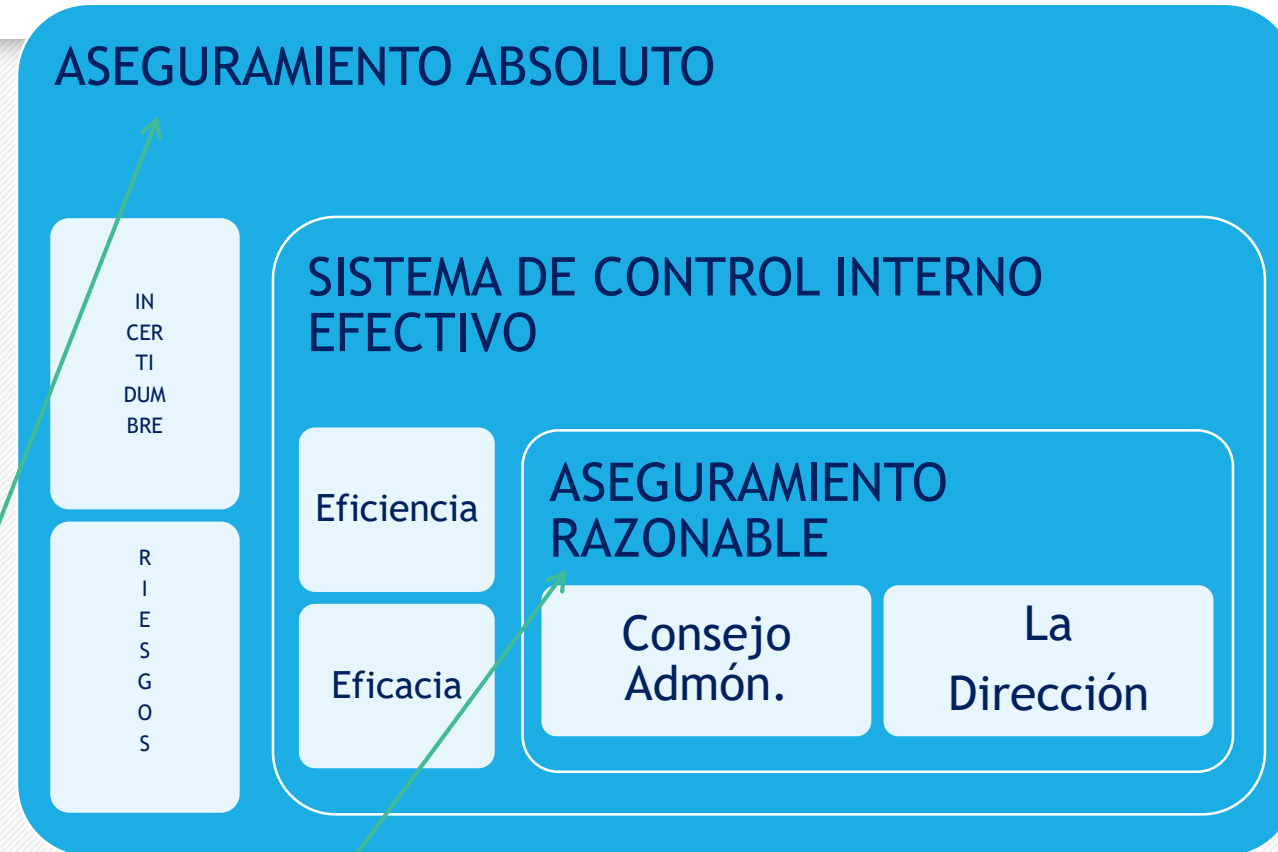 ASEGURAMIENTO ABSOLUTO
IN
CER
TI
DUM
BRE
R
I
E
S
G
O
S
SISTEMA DE CONTROL INTERNO
EFECTIVO
Eficiencia
Eficacia
ASEGURAMIENTO
RAZONABLE
Consejo
Admón.
La
Dirección